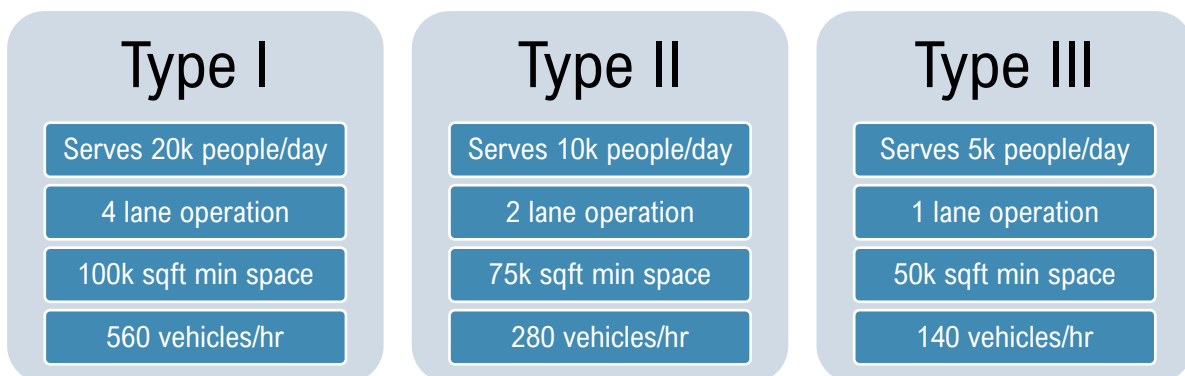 Type I
Serves 20k people/day
4 lane operation
100k sqft min space
560 vehicles/hr
Type II
Serves 10k people/day
2 lane operation
75k sqft min space
280 vehicles/hr
Type III
Serves 5k people/day
1 lane operation
50k sqft min space
140 vehicles/hr